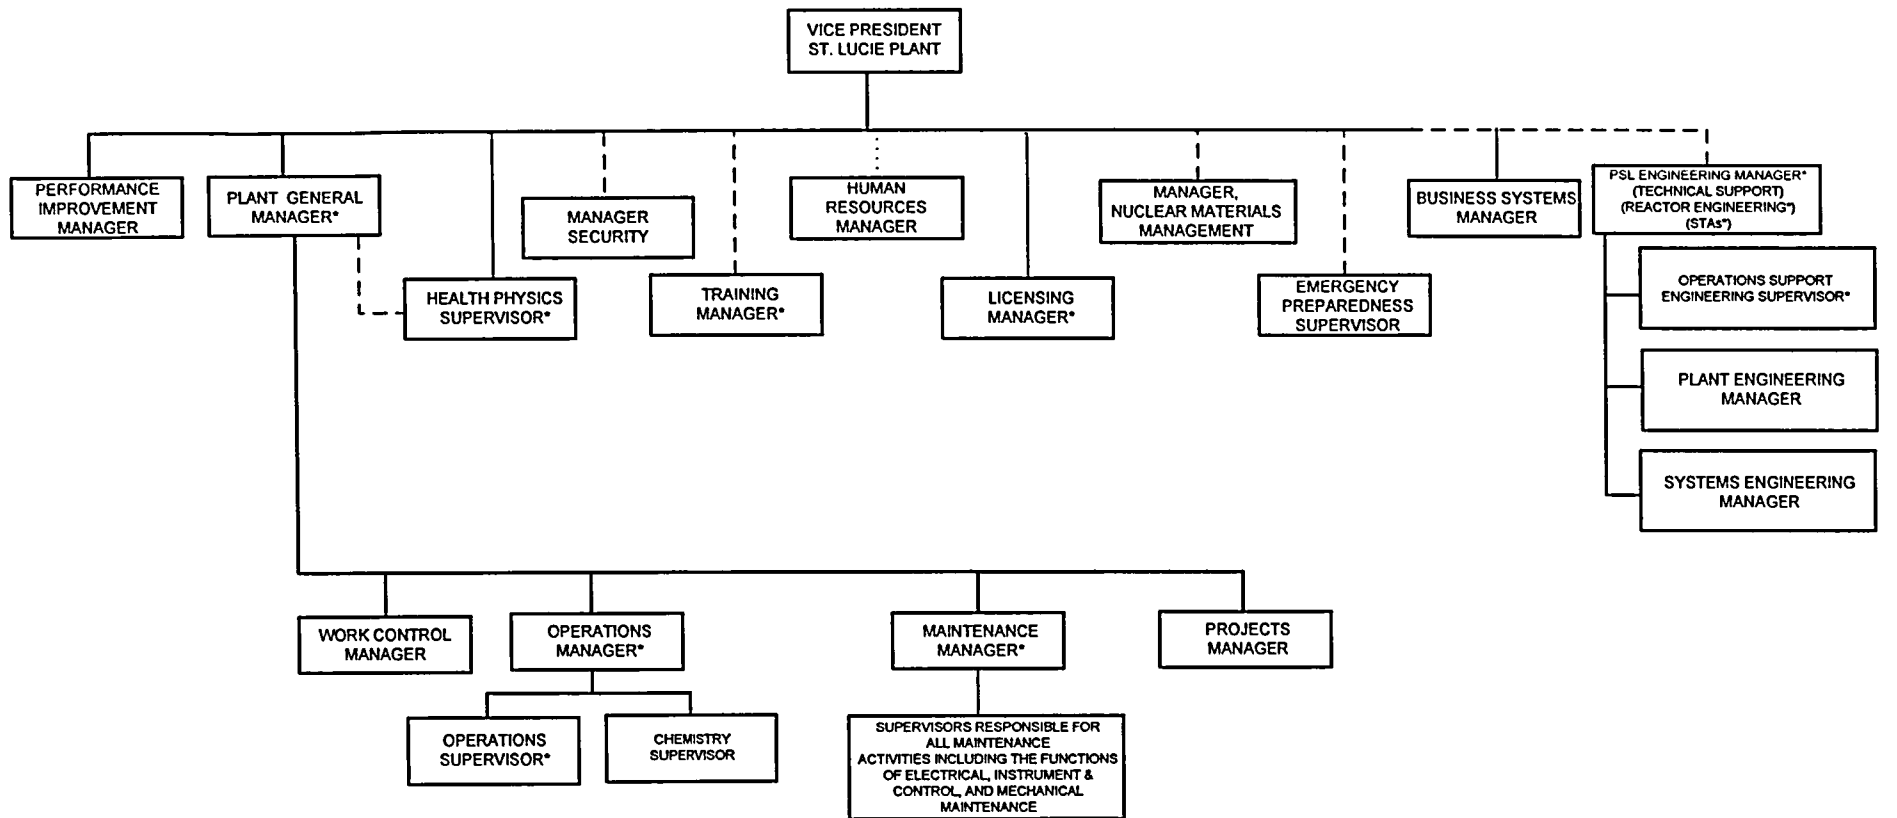 VICE PRESIDENT
ST. LUCIE PLANT
PERFORMANCE
IMPROVEMENT
MANAGER
PLANT GENERAL
MANAGER*
HEALTH PHYSICS
SUPERVISOR*
MANAGER
SECURITY
TRAINING
MANAGER*
HUMAN
RESOURCES
MANAGER
LICENSING
MANAGER*
MANAGER,
NUCLEAR MATERIALS
MANAGEMENT
EMERGENCY
PREPAREDNESS
SUPERVISOR
BUSINESS SYSTEMS
MANAGER
PSL ENGINEERING MANAGER*
(TECHNICAL SUPPORT)
(REACTOR ENGINEERING*)
(STAs*)
OPERATIONS SUPPORT
ENGINEERING SUPERVISOR*
PLANT ENGINEERING
MANAGER
SYSTEMS ENGINEERING
MANAGER
WORK CONTROL
MANAGER
OPERATIONS
MANAGER*
MAINTENANCE
MANAGER*
PROJECTS
MANAGER
OPERATIONS
SUPERVISOR*
CHEMISTRY
SUPERVISOR
SUPERVISORS RESPONSIBLE FOR
ALL MAINTENANCE
ACTIVITIES INCLUDING THE FUNCTIONS
OF ELECTRICAL, INSTRUMENT &
CONTROL, AND MECHANICAL
MAINTENANCE